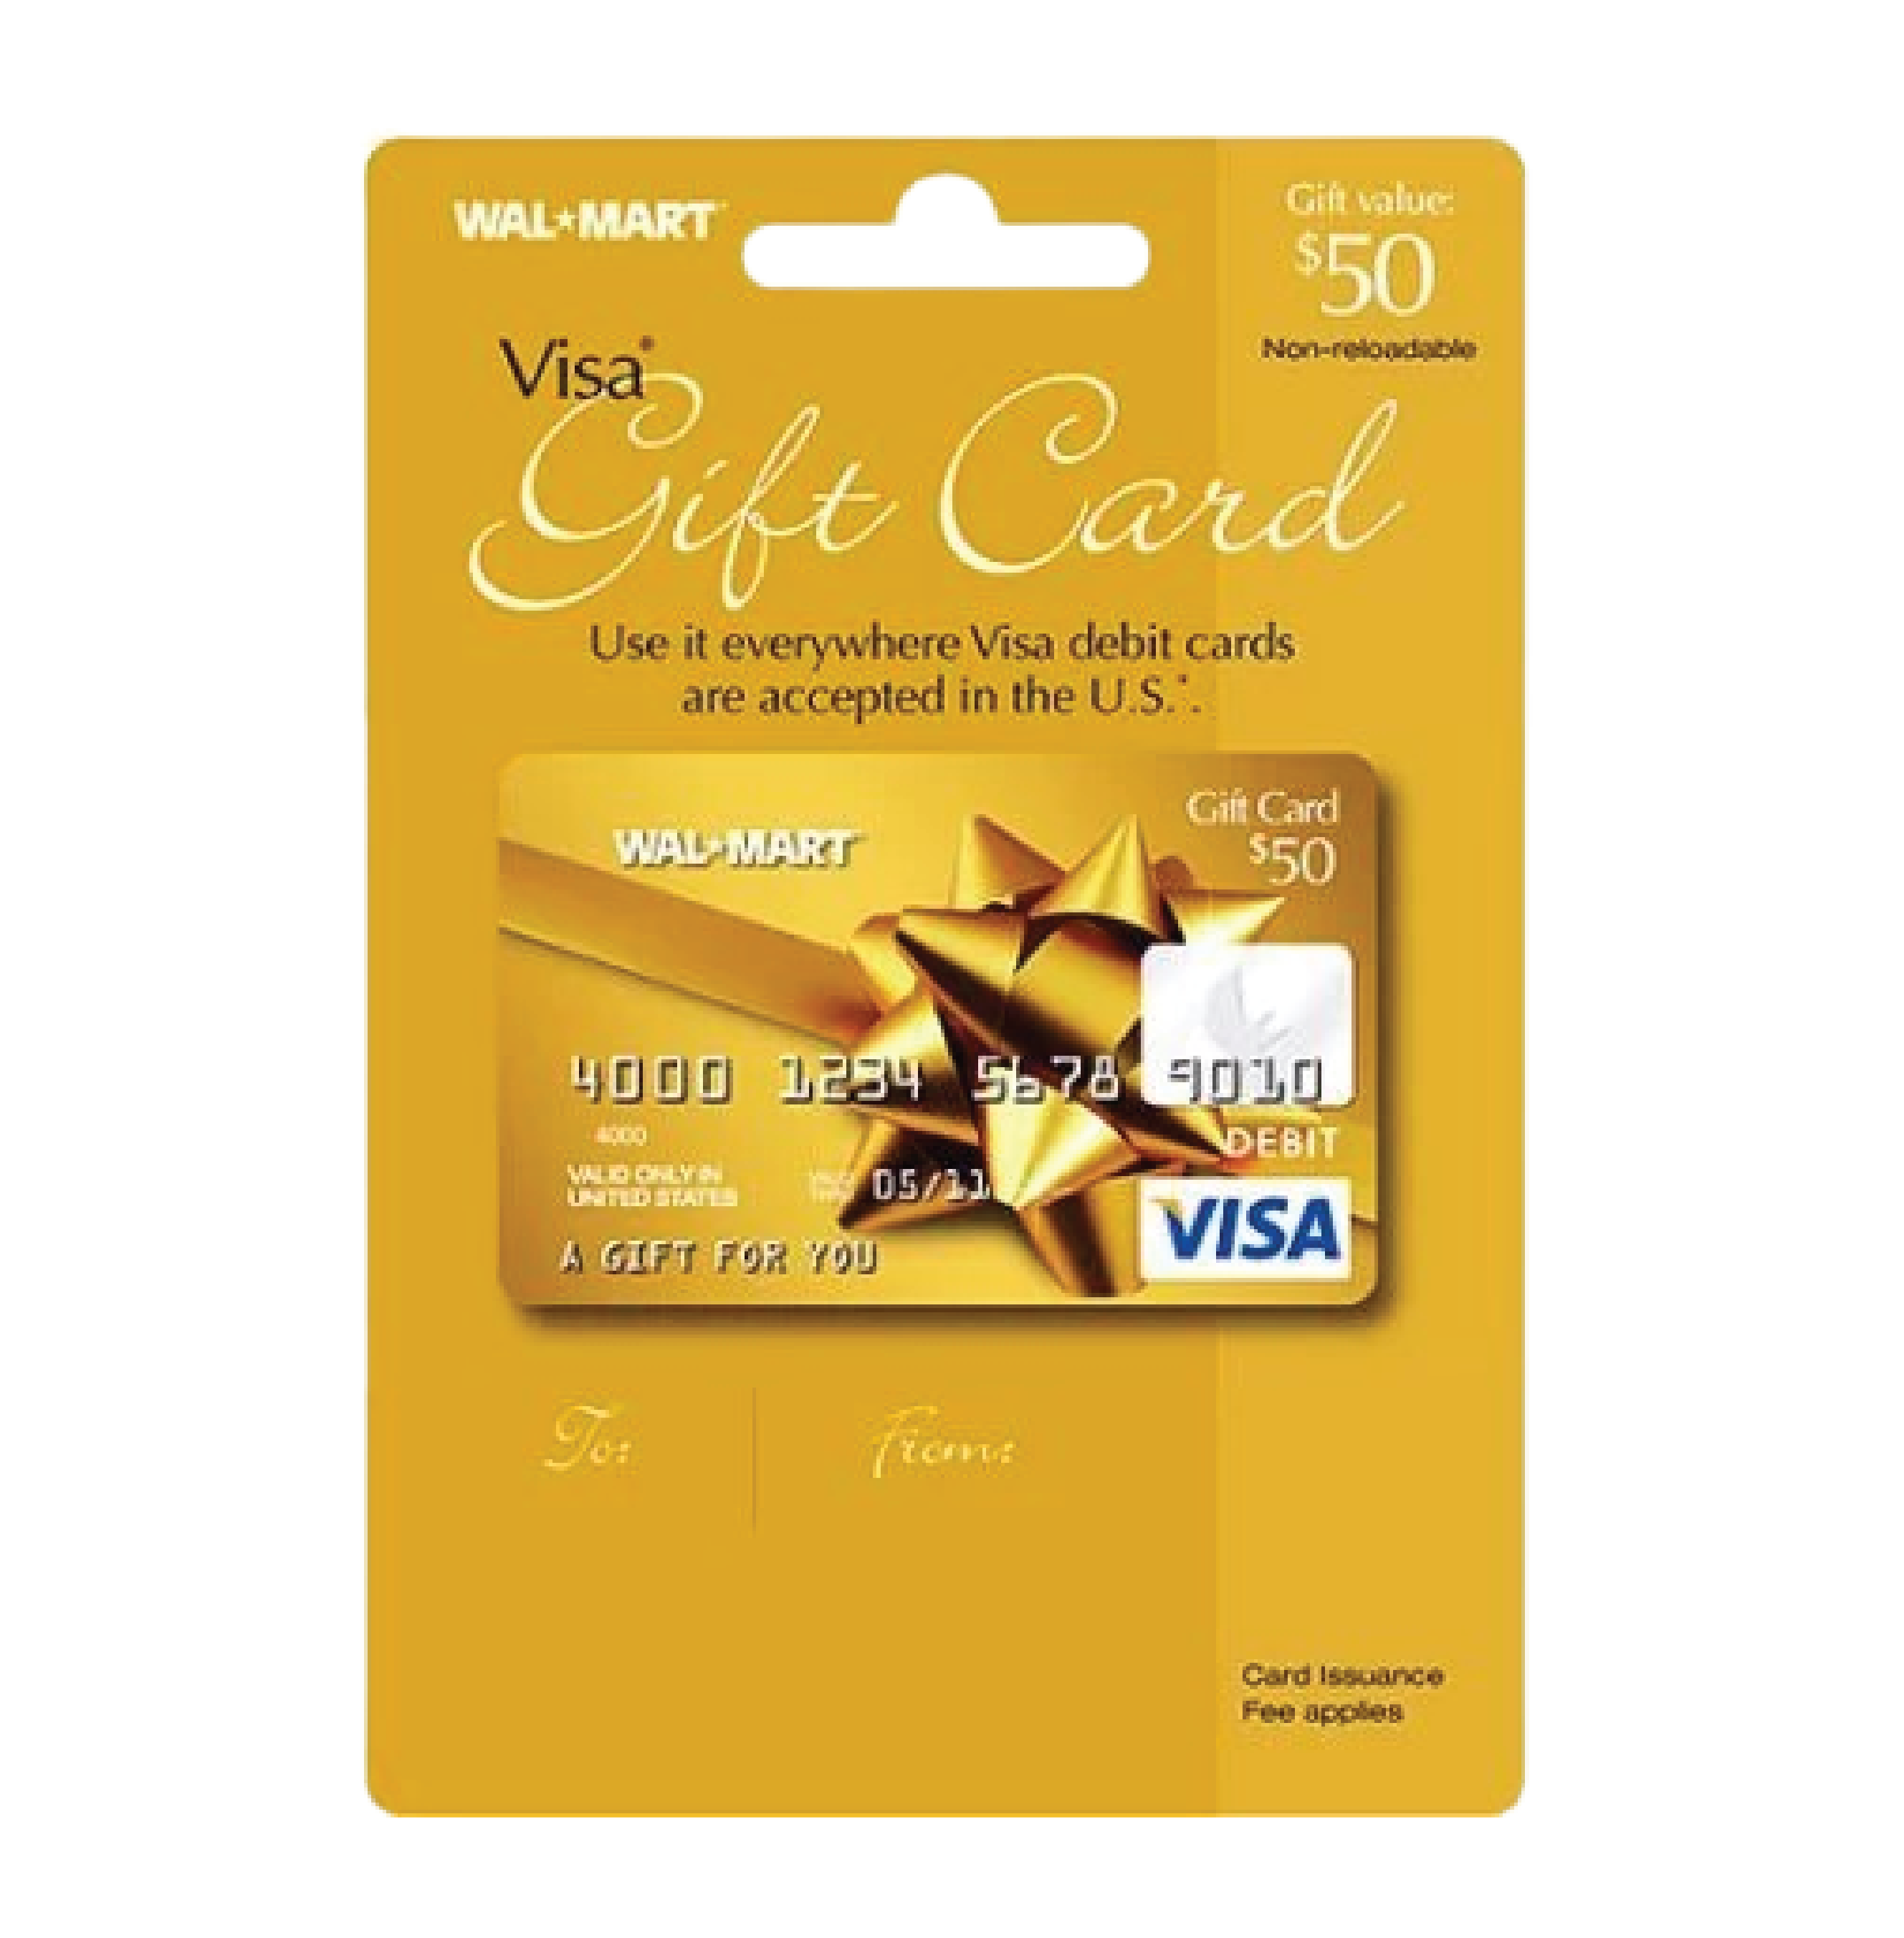 WAL★MART
Gift value:
$50
Non-reloadable
Visa®
Gift Card
Use it everywhere Visa debit cards
are accepted in the U.S.*.
WAL★MART
Gift Card
$50
4000 1234 5678 9010
4000
DEBIT
VALID ONLY IN
UNITED STATES
05/11
VISA
A GIFT FOR YOU
To:
From:
Card Issuance
Fee applies